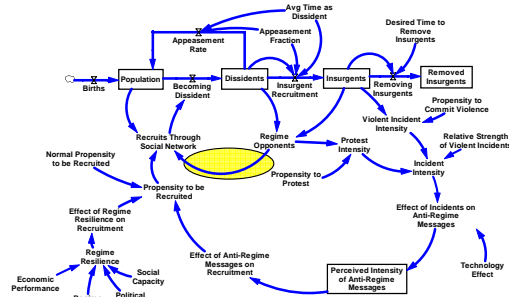 Avg Time as
Dissident
Appeasement
Fraction
Desired Time to
Remove
Insurgents
Appeasement
Rate
Births
Population
Becoming
Dissident
Dissidents
Insurgent
Recruitment
Insurgents
Removing
Insurgents
Removed
Insurgents
Propensity to
Commit Violence
Violent Incident
Intensity
Recruits Through
Social Network
Regime
Opponents
Protest
Intensity
Relative Strength
of Violent Incidents
Normal Propensity
to be Recruited
Incident
Intensity
Propensity to
Protest
Propensity to be
Recruited
Effect of Regime
Resilience on
Recruitment
Effect of Incidents on
Anti-Regime
Messages
Regime
Resilience
Effect of Anti-Regime
Messages on
Recruitment
Economic
Performance
Social
Capacity
Perceived Intensity
of Anti-Regime
Messages
Technology
Effect
Political